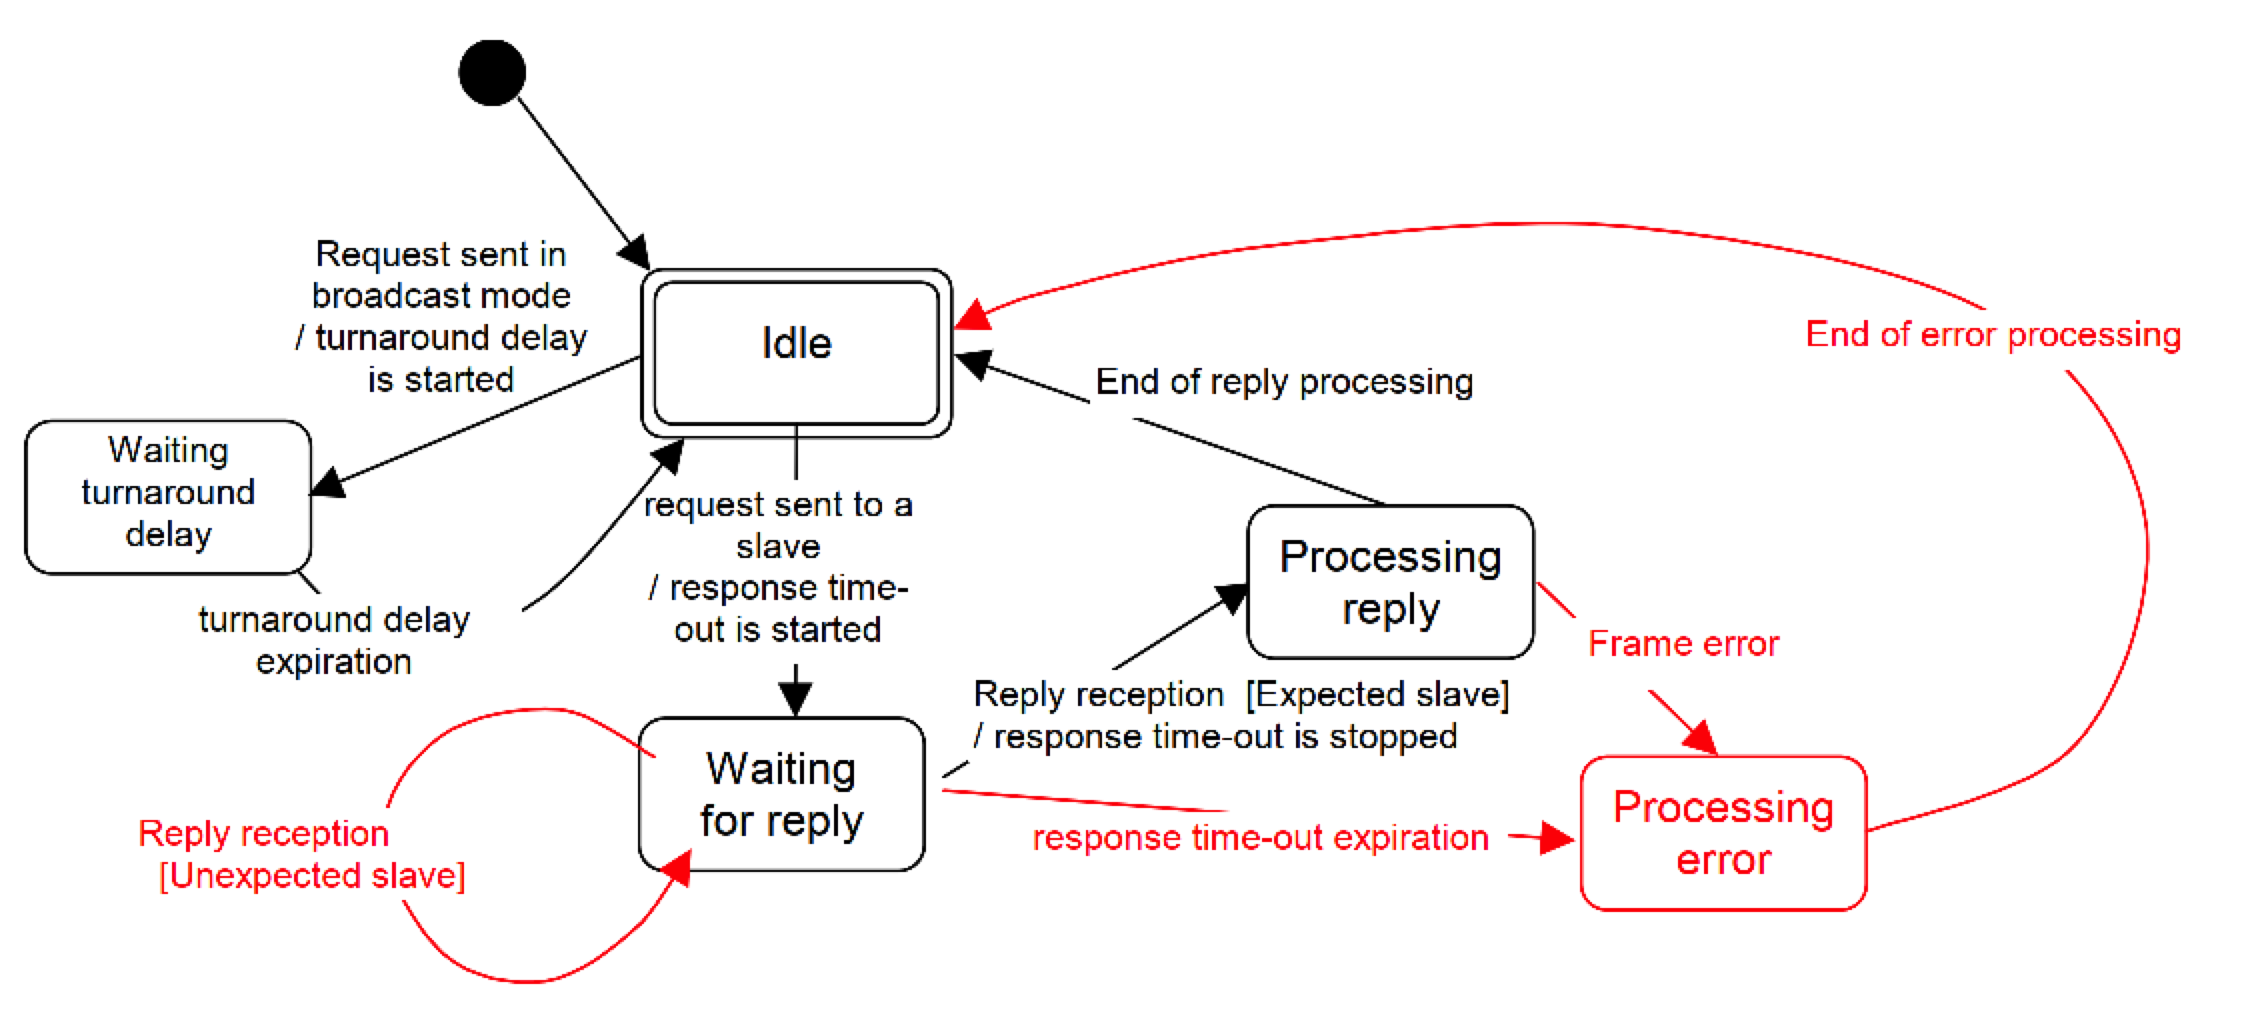 Request sent in
broadcast mode
/ turnaround delay
is started
Idle
End of error processing
End of reply processing
Waiting
turnaround
delay
request sent to a
slave
/ response time-
out is started
turnaround delay
expiration
Processing
reply
Frame error
Reply reception [Expected slave]
/ response time-out is stopped
Waiting
for reply
Reply reception
[Unexpected slave]
response time-out expiration
Processing
error